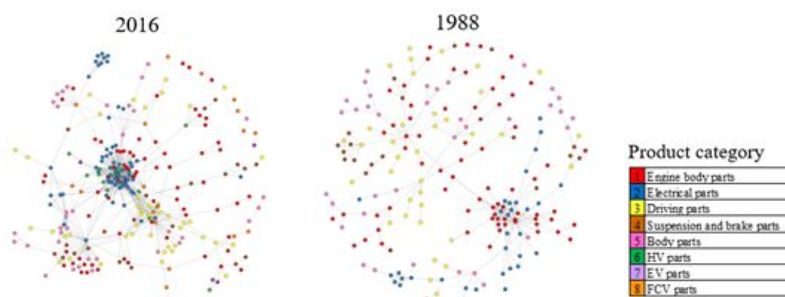 2016
1988
Product category
1 Engine body parts
2 Electrical parts
3 Driving parts
4 Suspension and brake parts
5 Body parts
6 HV parts
7 EV parts
8 FCV parts